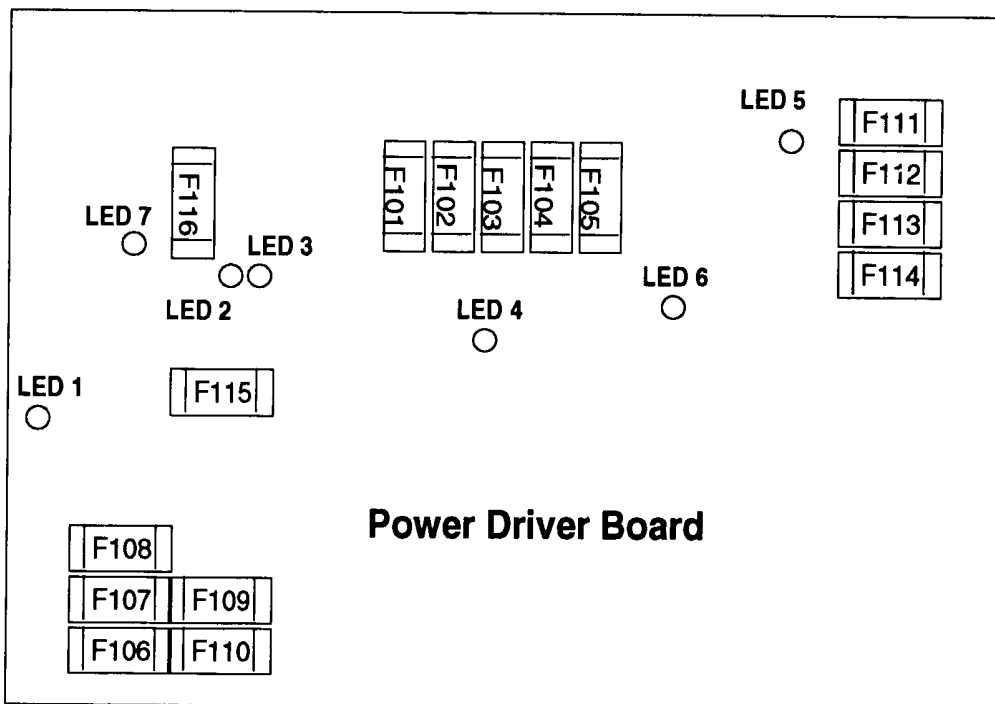 LED 5
F111
F112
F113
F114
F116
F101
F102
F103
F104
F105
LED 7
LED 3
LED 2
LED 6
LED 4
LED 1
F115
Power Driver Board
F108
F107
F109
F106
F110